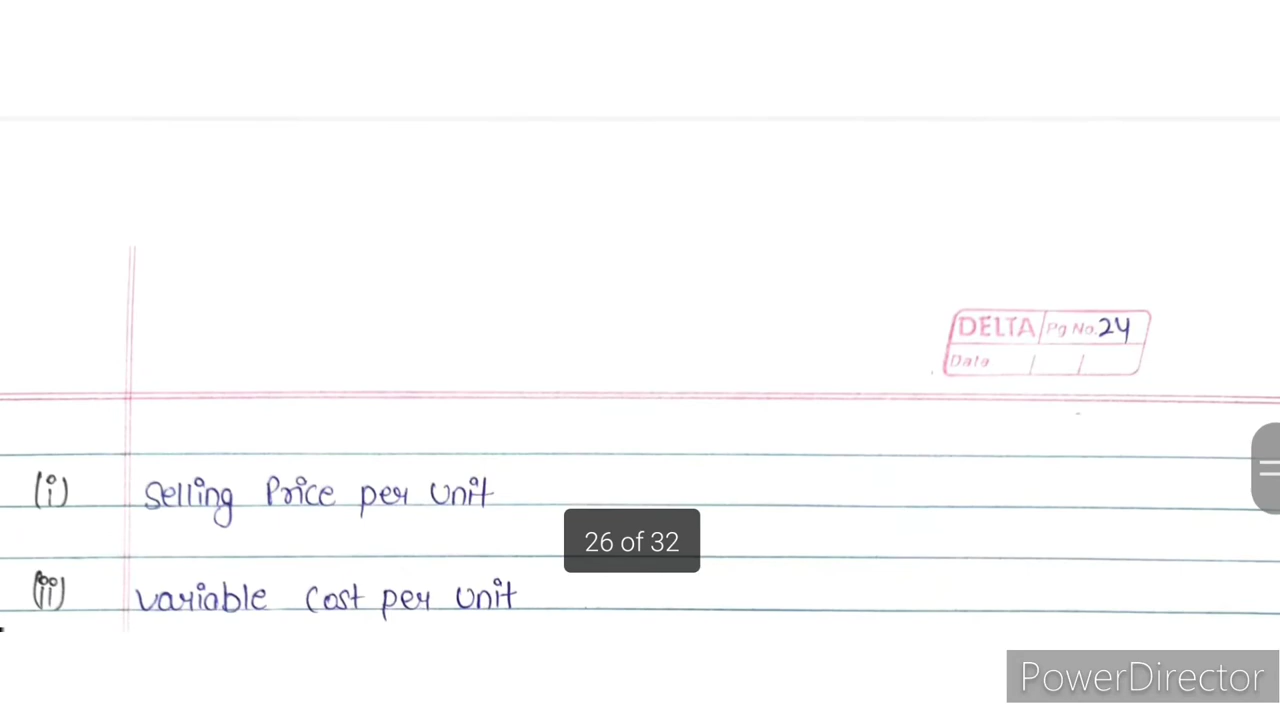 DELTA Pg No. 24
Date / /
(i) Selling Price per unit
26 of 32
(ii) variable cost per unit
PowerDirector